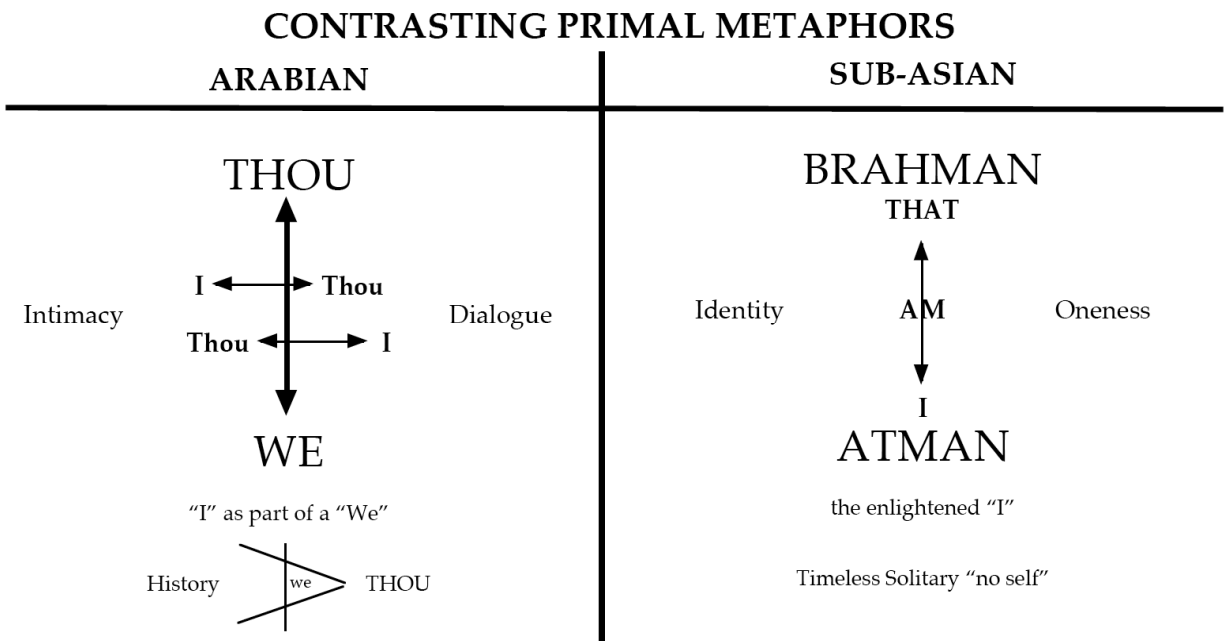 CONTRASTING PRIMAL METAPHORS
ARABIAN
THOU
I Thou
Intimacy Dialogue
Thou I
WE
“I” as part of a “We”
History we THOU
SUB-ASIAN
BRAHMAN
THAT
Identity AM Oneness
I
ATMAN
the enlightened “I”
Timeless Solitary “no self”